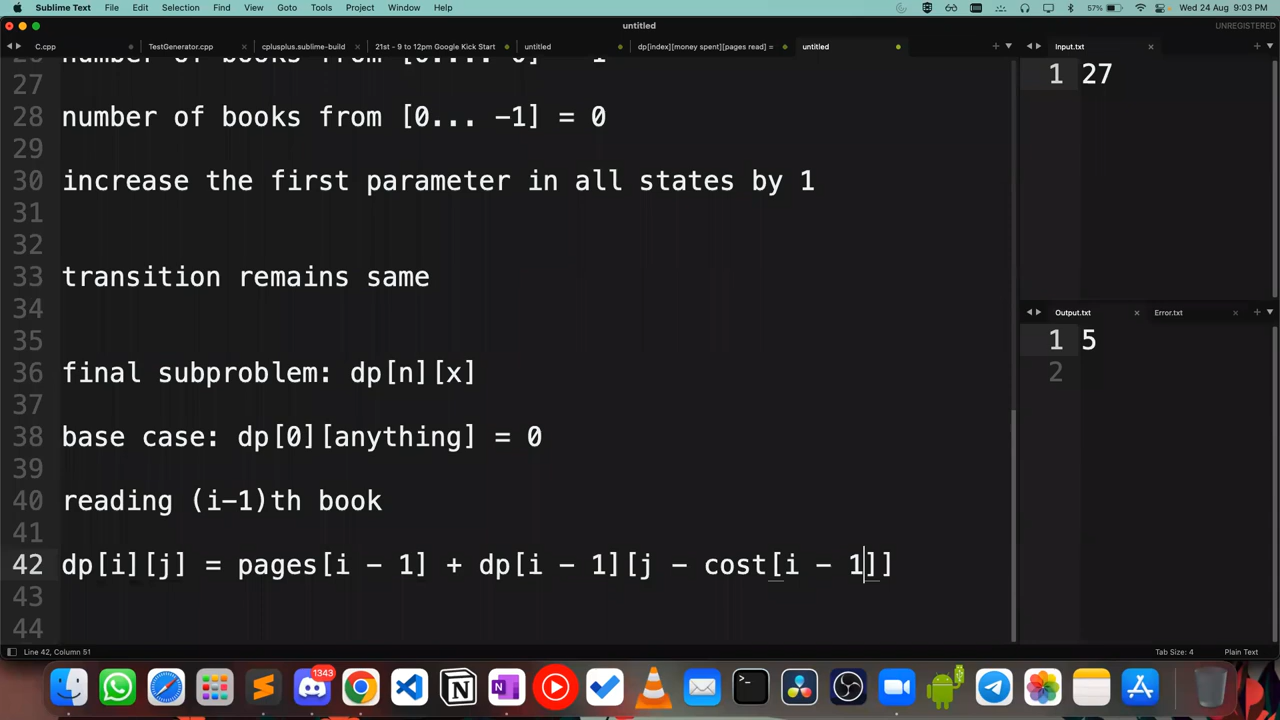 Sublime Text File Edit Selection Find View Goto Tools Project Window Help 57% Wed 24 Aug 9:03 PM
untitled UNREGISTERED
C.cpp TestGenerator.cpp cplusplus.sublime-build 21st - 9 to 12pm Google Kick Start untitled dp[index][money spent][pages read] = untitled Input.txt
27
28 number of books from [0... -1] = 0
29
30 increase the first parameter in all states by 1
31
32
33 transition remains same
34
35
36 final subproblem: dp[n][x]
37
38 base case: dp[0][anything] = 0
39
40 reading (i-1)th book
41
42 dp[i][j] = pages[i - 1] + dp[i - 1][j - cost[i - 1]]
43
44
1 27
Output.txt Error.txt
1 5
2
Line 42, Column 51 Tab Size: 4 Plain Text
1343